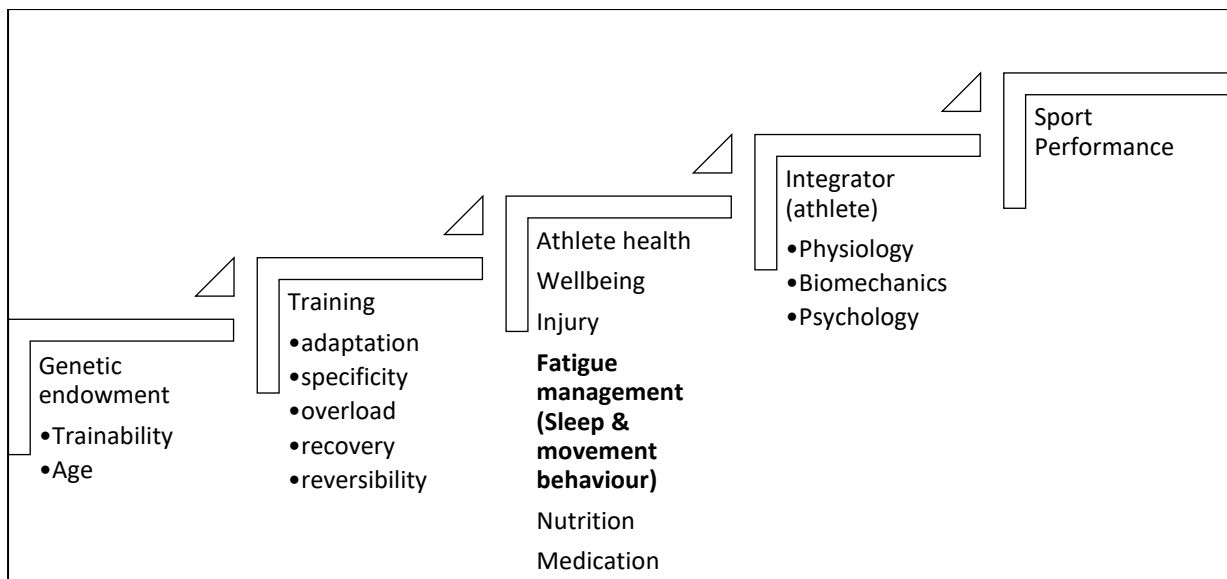 Genetic
endowment
•Trainability
•Age
Training
•adaptation
•specificity
•overload
•recovery
•reversibility
Athlete health
Wellbeing
Injury
Fatigue
management
(Sleep &
movement
behaviour)
Nutrition
Medication
Integrator
(athlete)
•Physiology
•Biomechanics
•Psychology
Sport
Performance